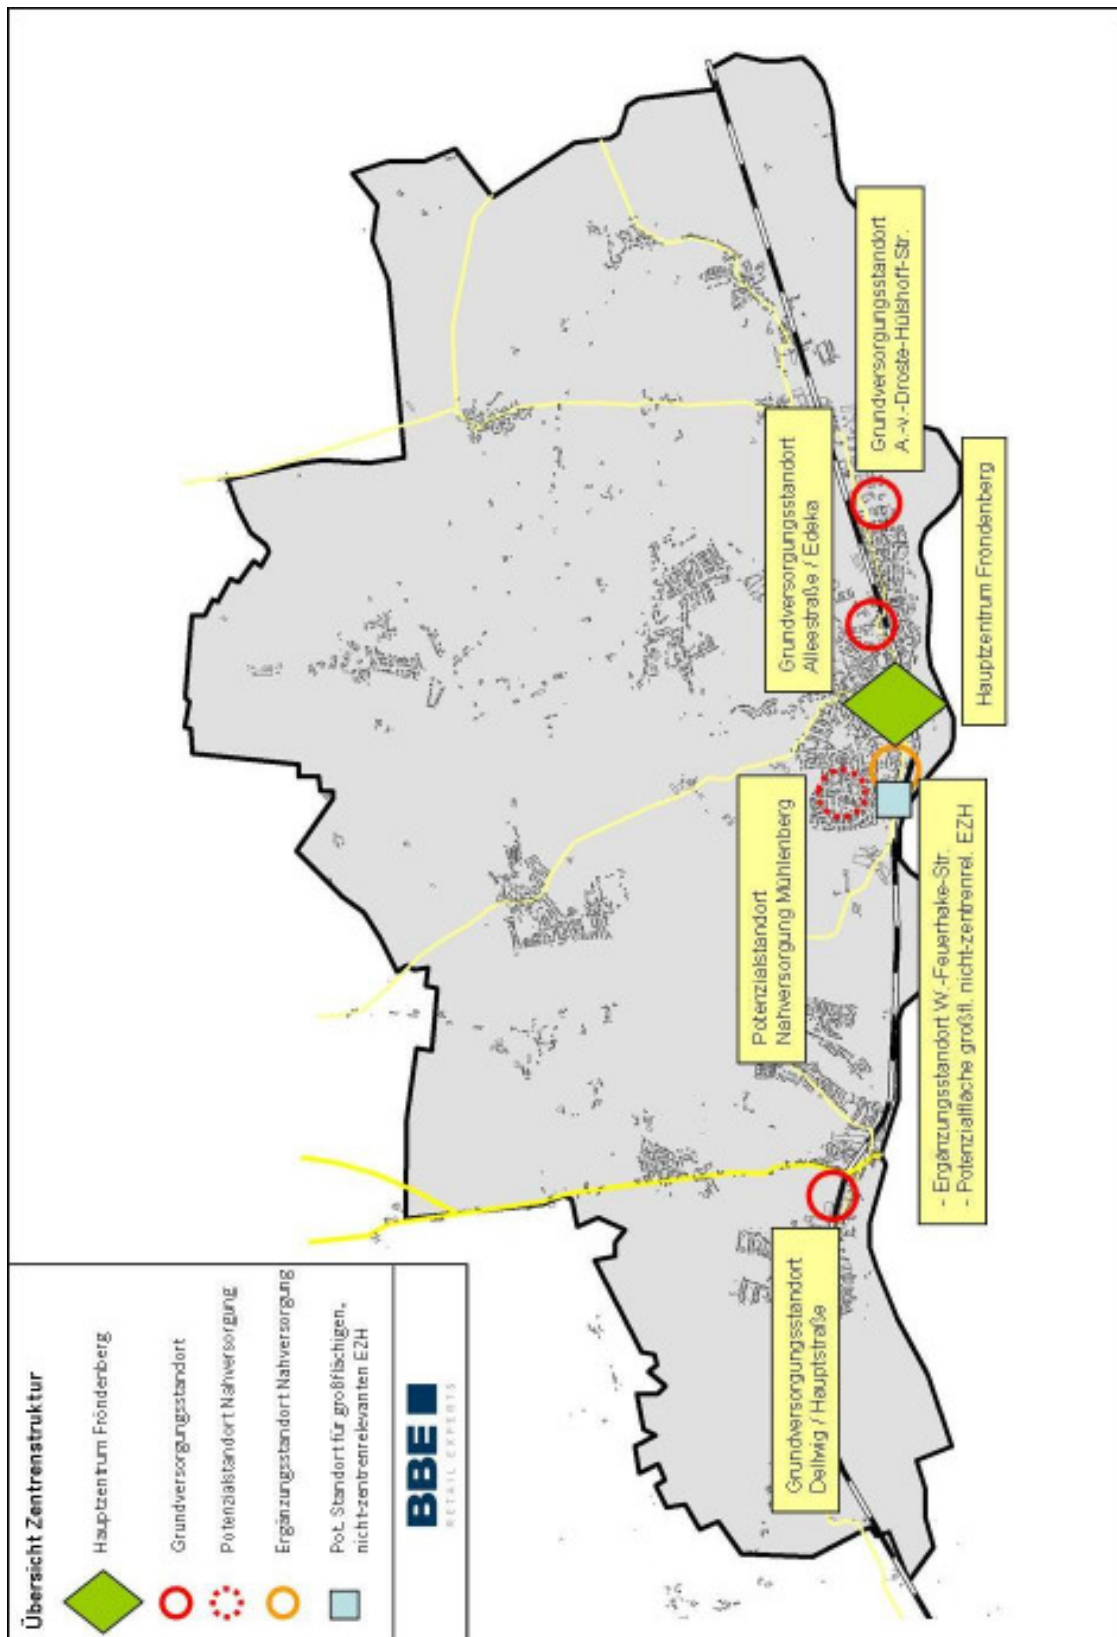 Übersicht Zentrenstruktur
Hauptzentrum Fröndenberg
Grundversorgungsstandort
Potenzialstandort Nahversorgung
Ergänzungsstandort Nahversorgung
Pot. Standort für großflächigen,
nicht-zentrenrelevanten EZH
BBE
RETAIL EXPERTS
Grundversorgungsstandort
Dellwig / Hauptstraße
Potenzialstandort
Nahversorgung Mühlenberg
- Ergänzungsstandort W.-Feuerhake-Str.
- Potenzialfläche großfl. nicht-zentrenrel. EZH
Grundversorgungsstandort
Alleestraße / Edeka
Hauptzentrum Fröndenberg
Grundversorgungsstandort
A.-v.-Droste-Hülshoff-Str.